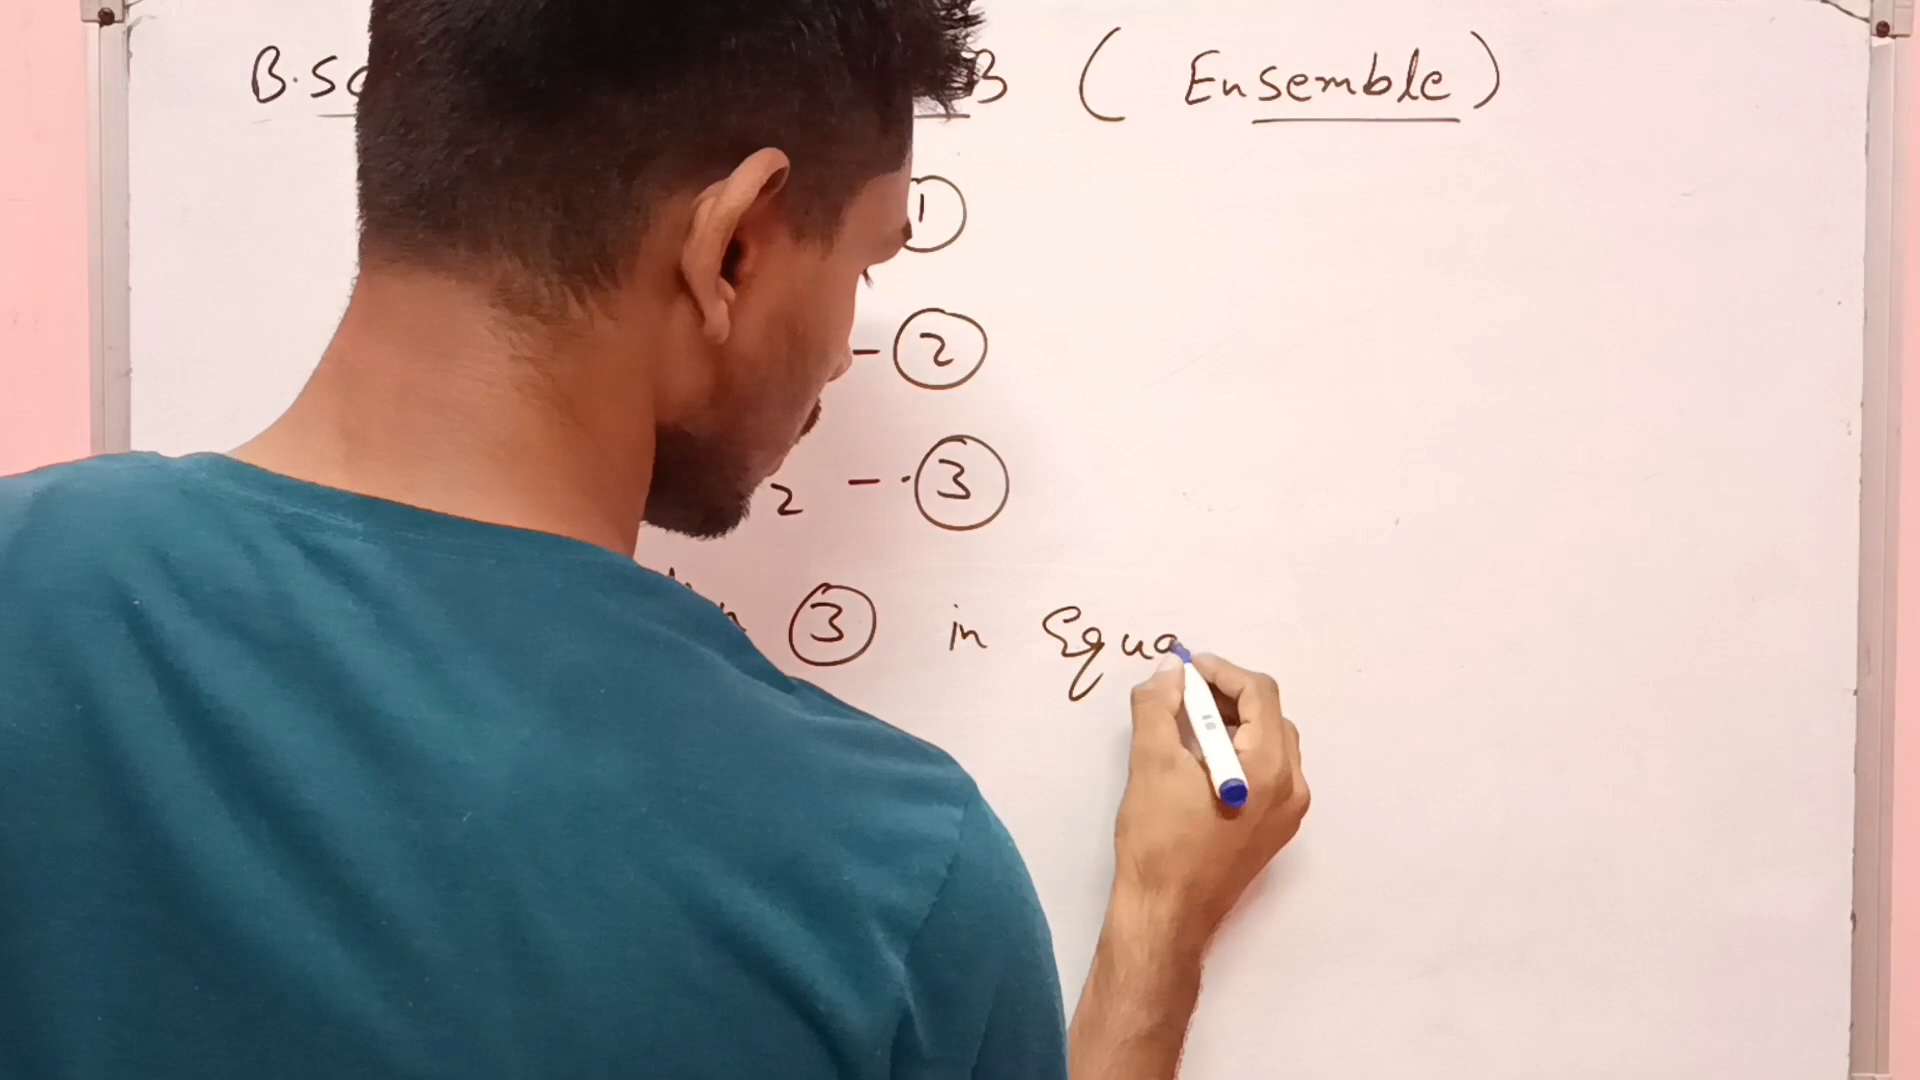 B.Sc B ( Ensemble )
1
- 2
2 - 3
3 in Equa